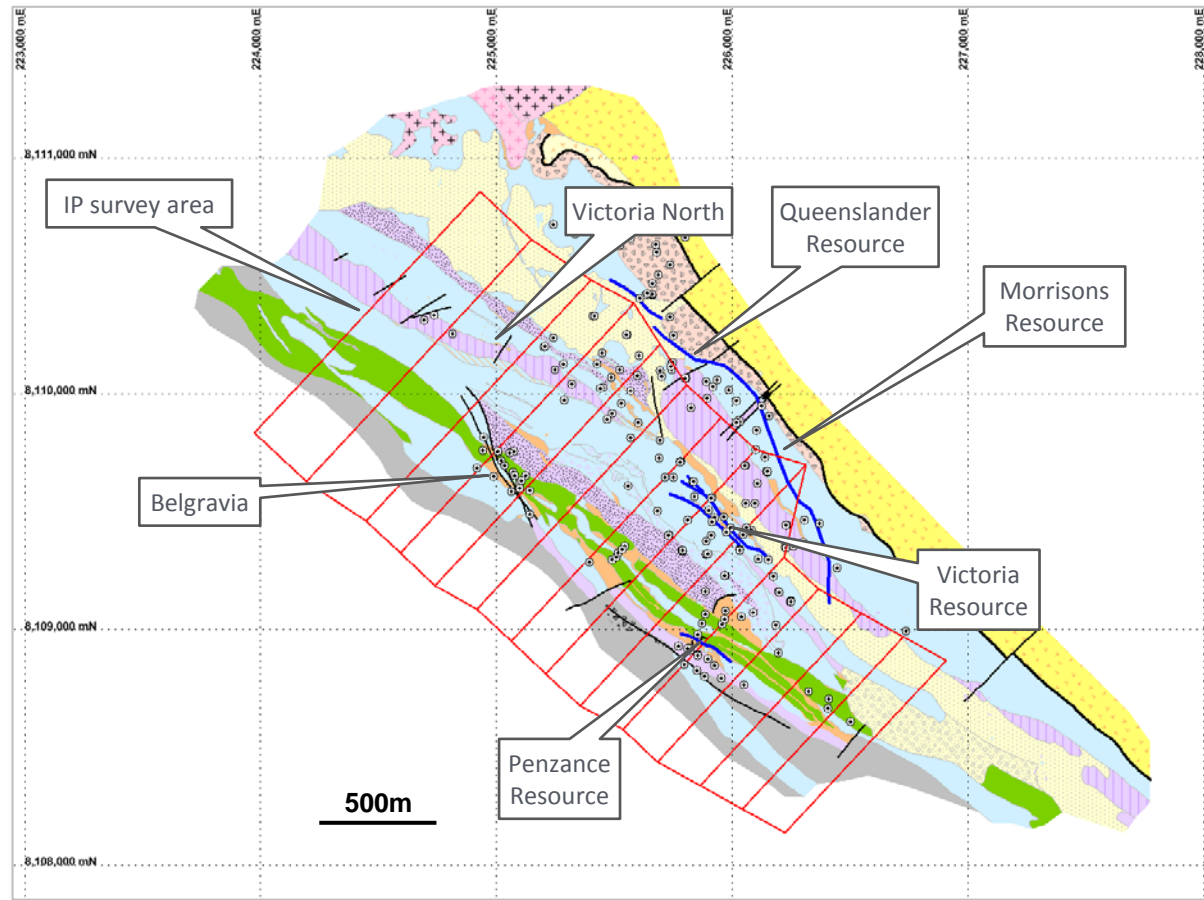 223,000 mE
224,000 mE
225,000 mE
226,000 mE
227,000 mE
228,000 mE
8,111,000 mN
IP survey area
Victoria North
Queenslander
Resource
Morrisons
Resource
8,110,000 mN
Belgravia
Victoria
Resource
8,109,000 mN
Penzance
Resource
500m
8,108,000 mN